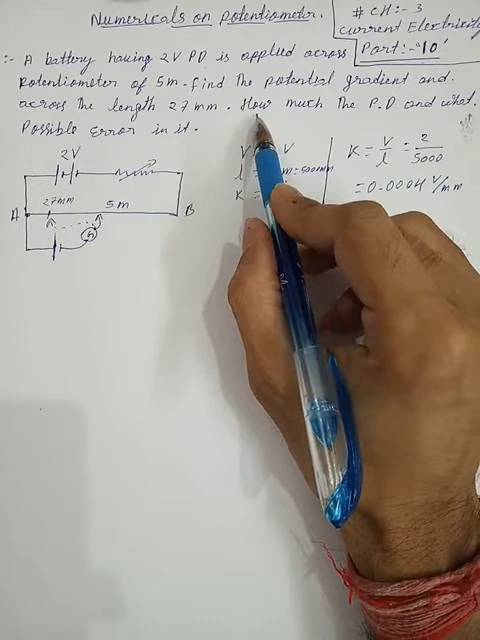 Numericals on Potentiometer.
# CH:- 3
Current Electricity
Part:- "10"
:- A battery having 2V PD is applied across
Potentiometer of 5m. find the potential gradient and
across the length 27mm. How much the P.D and what
Possible Error in it.
2V
27mm
5m
A
B
G
V
V
l
m = 5000mm
K =
K = V/l = 2/5000
= 0.0004 V/mm